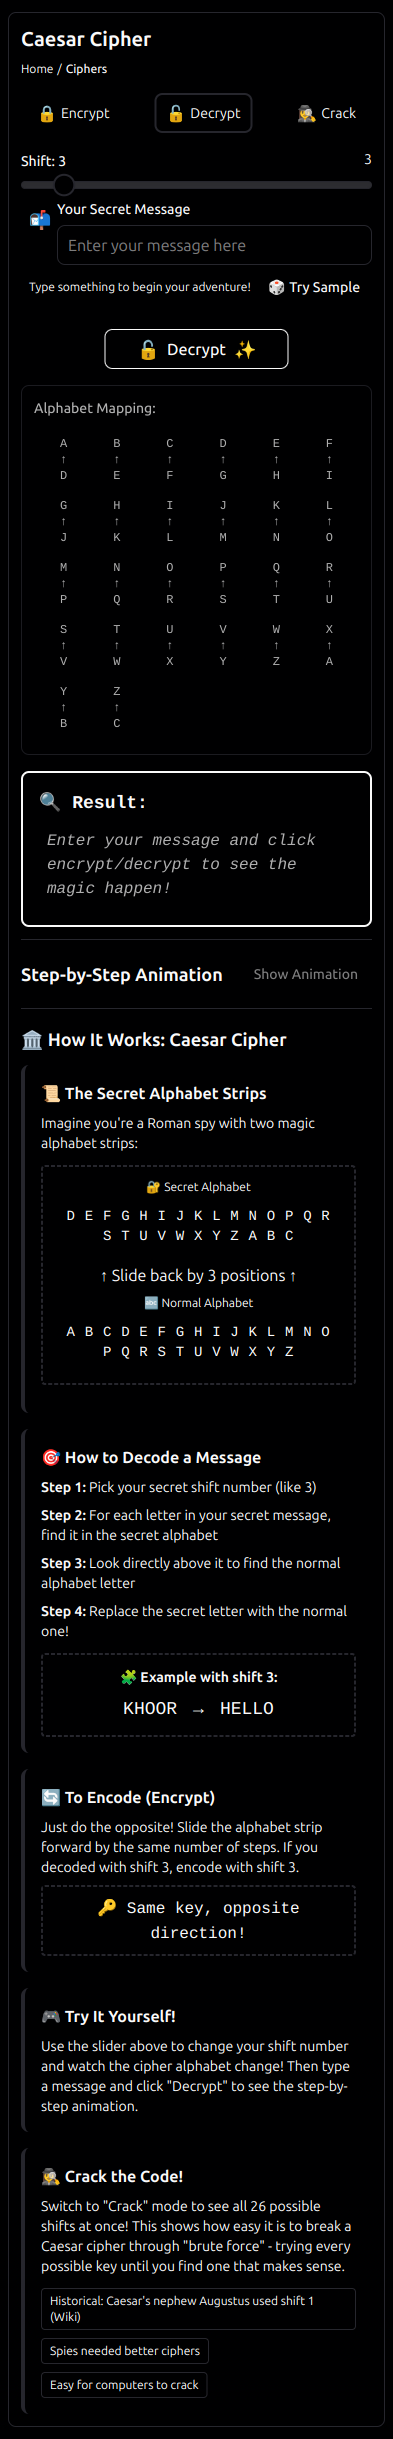 Caesar Cipher
Home / Ciphers
🔒 Encrypt 🔓 Decrypt 🕵️ Crack
Shift: 3 3
📬 Your Secret Message
Enter your message here
Type something to begin your adventure! 🎲 Try Sample
🔓 Decrypt ✨
Alphabet Mapping:
A B C D E F
↑ ↑ ↑ ↑ ↑ ↑
D E F G H I
G H I J K L
↑ ↑ ↑ ↑ ↑ ↑
J K L M N O
M N O P Q R
↑ ↑ ↑ ↑ ↑ ↑
P Q R S T U
S T U V W X
↑ ↑ ↑ ↑ ↑ ↑
V W X Y Z A
Y Z
↑ ↑
B C
🔍 Result:
Enter your message and click
encrypt/decrypt to see the
magic happen!
Step-by-Step Animation Show Animation
🏛️ How It Works: Caesar Cipher
📜 The Secret Alphabet Strips
Imagine you're a Roman spy with two magic
alphabet strips:
🔐 Secret Alphabet
D E F G H I J K L M N O P Q R
S T U V W X Y Z A B C
↑ Slide back by 3 positions ↑
🔤 Normal Alphabet
A B C D E F G H I J K L M N O
P Q R S T U V W X Y Z
🎯 How to Decode a Message
Step 1: Pick your secret shift number (like 3)
Step 2: For each letter in your secret message,
find it in the secret alphabet
Step 3: Look directly above it to find the normal
alphabet letter
Step 4: Replace the secret letter with the normal
one!
🧩 Example with shift 3:
KHOOR → HELLO
🔄 To Encode (Encrypt)
Just do the opposite! Slide the alphabet strip
forward by the same number of steps. If you
decoded with shift 3, encode with shift 3.
🔑 Same key, opposite
direction!
🎮 Try It Yourself!
Use the slider above to change your shift number
and watch the cipher alphabet change! Then type
a message and click "Decrypt" to see the step-by-
step animation.
🕵️ Crack the Code!
Switch to "Crack" mode to see all 26 possible
shifts at once! This shows how easy it is to break a
Caesar cipher through "brute force" - trying every
possible key until you find one that makes sense.
Historical: Caesar's nephew Augustus used shift 1
(Wiki)
Spies needed better ciphers
Easy for computers to crack